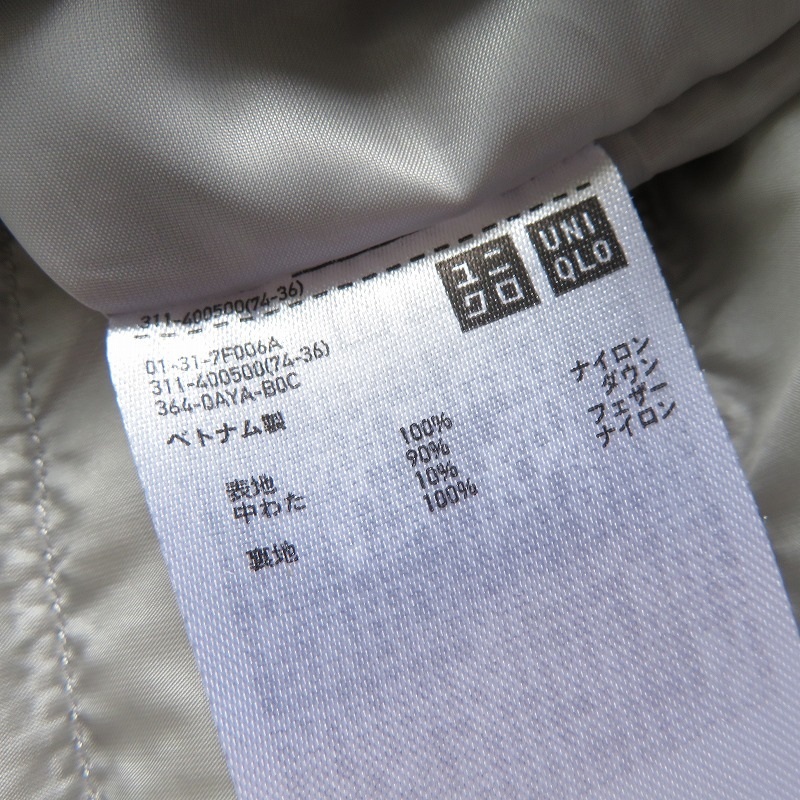 ユニ
クロ
UNI
QLO
311-400500(74-36)
01-31-7F006A
311-400500(74-36)
364-0AYA-BQC
ベトナム製
表地 100% ナイロン
中わた 90% ダウン
10% フェザー
裏地 100% ナイロン